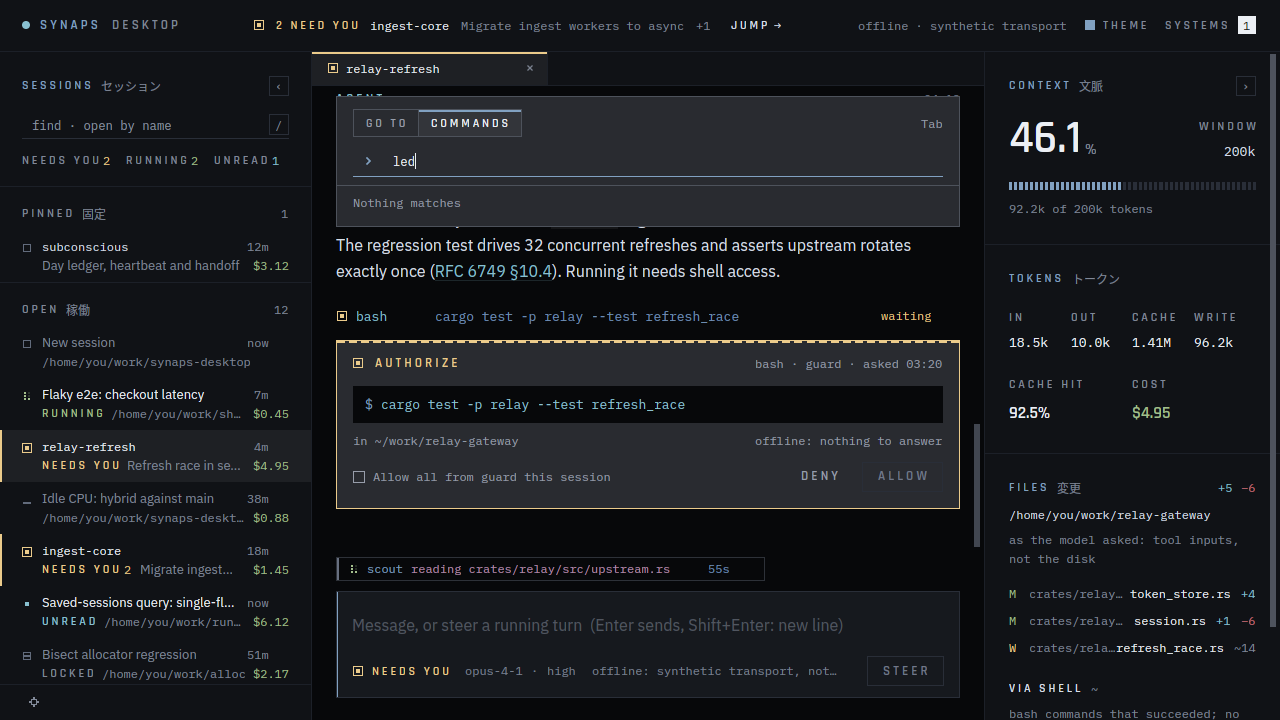 SYNAPS DESKTOP
2 NEED YOU ingest-core Migrate ingest workers to async +1 JUMP →
offline · synthetic transport THEME SYSTEMS 1
SESSIONS セッション ‹
find · open by name /
NEEDS YOU 2 RUNNING 2 UNREAD 1
PINNED 固定 1
subconscious 12m
Day ledger, heartbeat and handoff $3.12
OPEN 稼働 12
New session now
/home/you/work/synaps-desktop
Flaky e2e: checkout latency 7m
RUNNING /home/you/work/sh… $0.45
relay-refresh 4m
NEEDS YOU Refresh race in se… $4.95
Idle CPU: hybrid against main 38m
/home/you/work/synaps-deskt… $0.88
ingest-core 18m
NEEDS YOU 2 Migrate ingest… $1.45
Saved-sessions query: single-fl… now
UNREAD /home/you/work/run… $6.12
Bisect allocator regression 51m
LOCKED /home/you/work/alloc $2.17
relay-refresh ×
GO TO COMMANDS Tab
› led
Nothing matches
The regression test drives 32 concurrent refreshes and asserts upstream rotates
exactly once (RFC 6749 §10.4). Running it needs shell access.
bash cargo test -p relay --test refresh_race waiting
AUTHORIZE bash · guard · asked 03:20
$ cargo test -p relay --test refresh_race
in ~/work/relay-gateway offline: nothing to answer
Allow all from guard this session DENY ALLOW
scout reading crates/relay/src/upstream.rs 55s
Message, or steer a running turn (Enter sends, Shift+Enter: new line)
NEEDS YOU opus-4-1 · high offline: synthetic transport, not… STEER
CONTEXT 文脈 ›
46.1% WINDOW
200k
92.2k of 200k tokens
TOKENS トークン
IN OUT CACHE WRITE
18.5k 10.0k 1.41M 96.2k
CACHE HIT COST
92.5% $4.95
FILES 変更 +5 −6
/home/you/work/relay-gateway
as the model asked: tool inputs,
not the disk
M crates/relay… token_store.rs +4
M crates/relay… session.rs +1 −6
W crates/rela…refresh_race.rs ~14
VIA SHELL ~
bash commands that succeeded; no